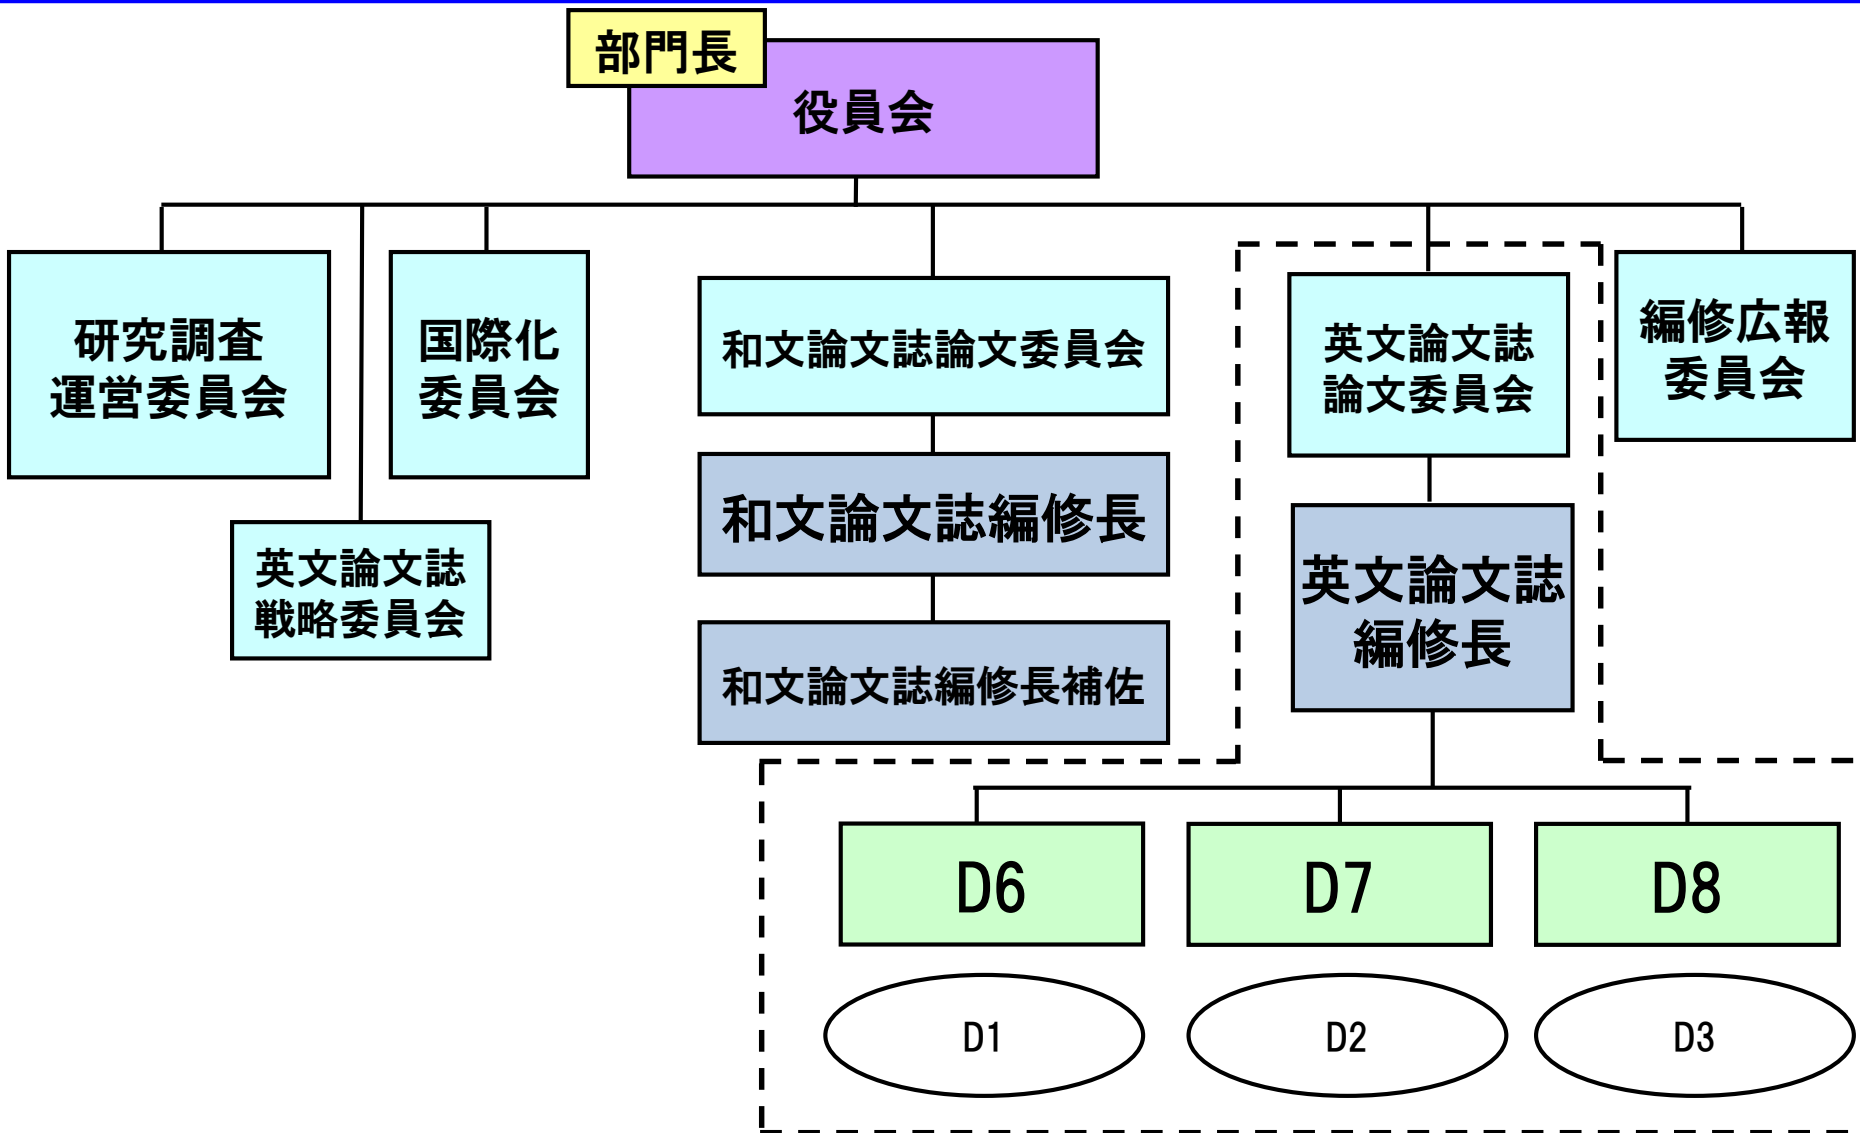 部門長
役員会
研究調査
運営委員会
国際化
委員会
和文論文誌論文委員会
英文論文誌
論文委員会
編修広報
委員会
和文論文誌編修長
英文論文誌
編修長
英文論文誌
戦略委員会
和文論文誌編修長補佐
D6
D7
D8
D1
D2
D3